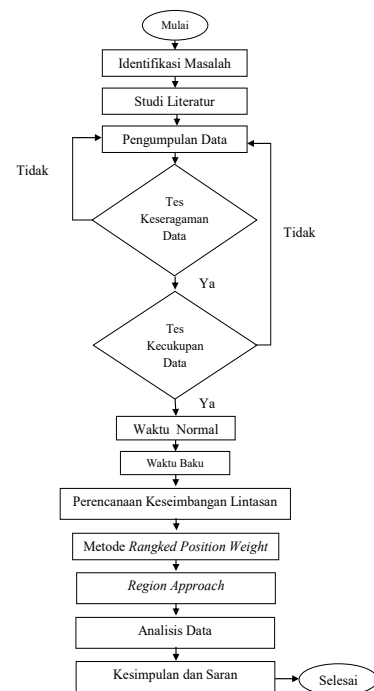 Mulai
Identifikasi Masalah
Studi Literatur
Pengumpulan Data
Tidak
Tes
Keseragaman
Data
Tidak
Ya
Tes
Kecukupan
Data
Ya
Waktu Normal
Waktu Baku
Perencanaan Keseimbangan Lintasan
Metode Rangked Position Weight
Region Approach
Analisis Data
Kesimpulan dan Saran
Selesai